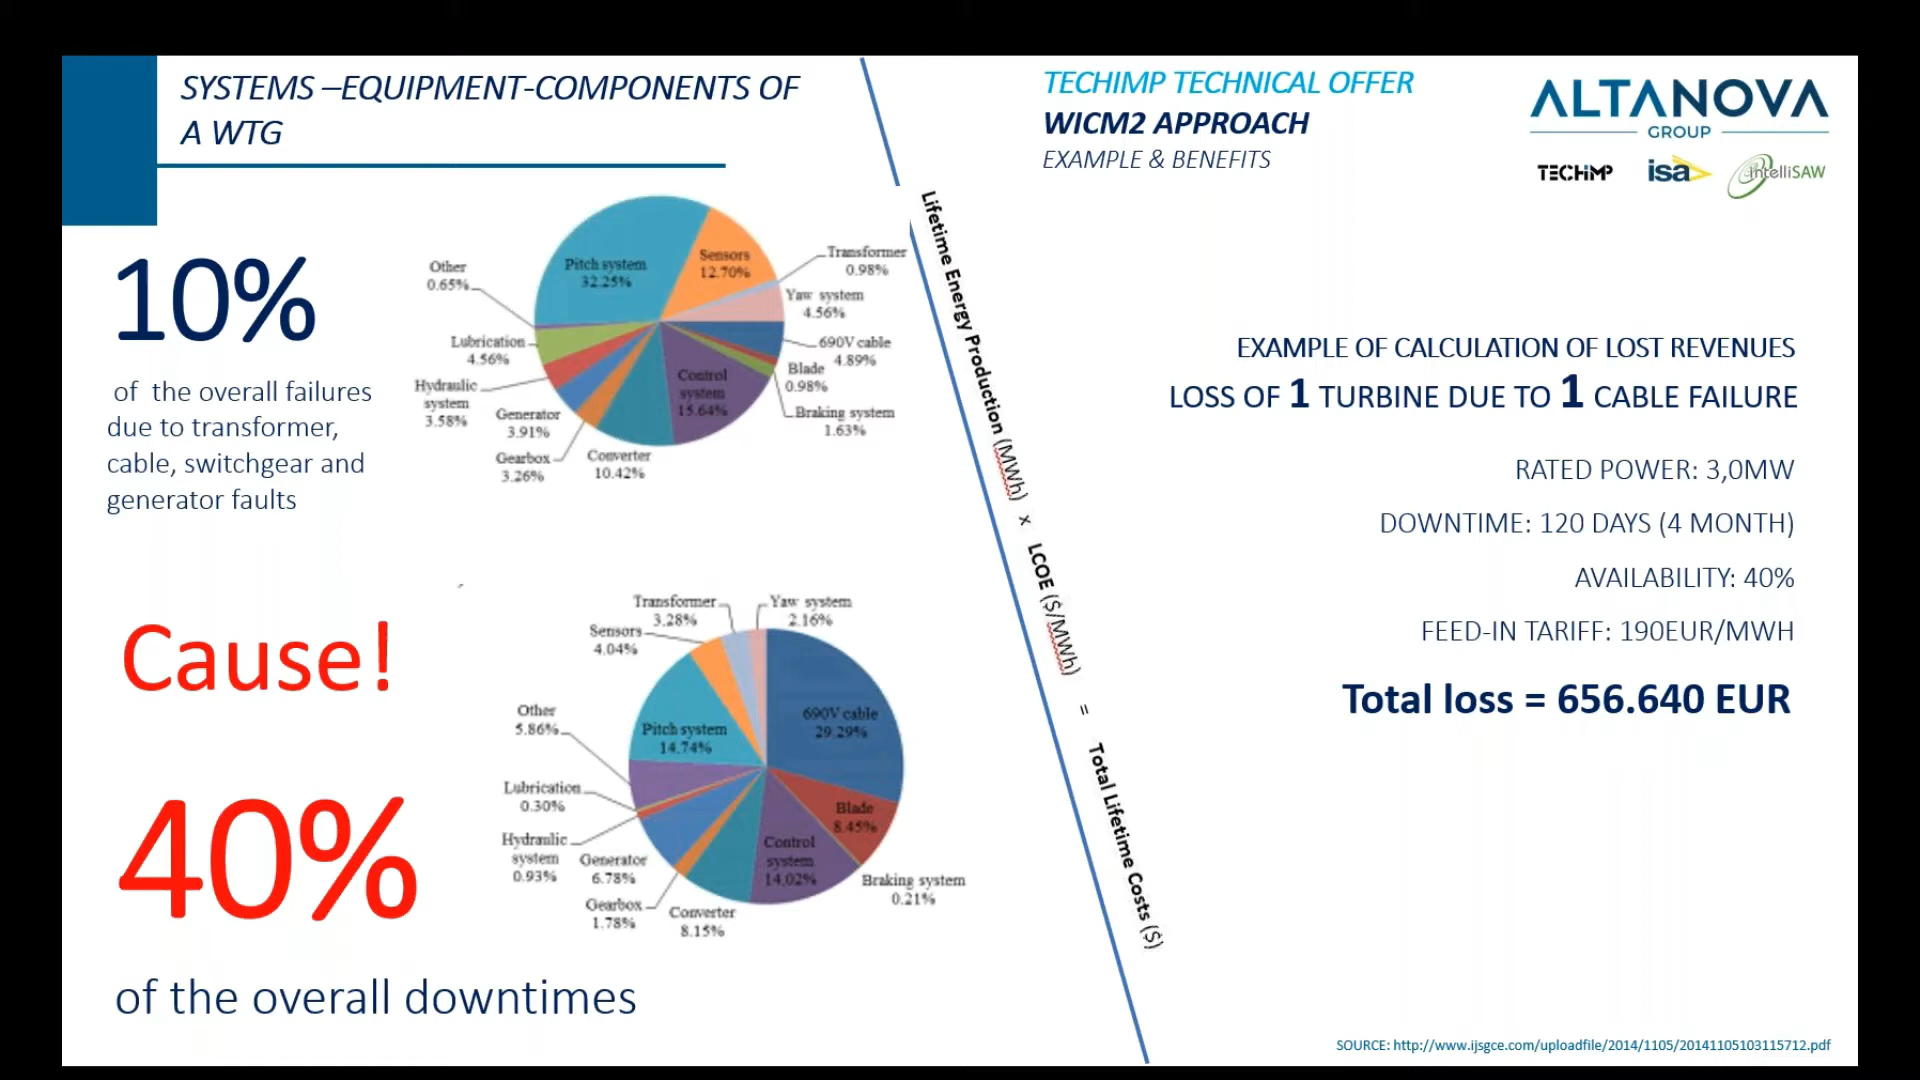 SYSTEMS –EQUIPMENT-COMPONENTS OF
A WTG
10%
of the overall failures
due to transformer,
cable, switchgear and
generator faults
Pitch system
32.25%
Sensors
12.70%
Transformer
0.98%
Yaw system
4.56%
690V cable
4.89%
Blade
0.98%
Braking system
1.63%
Control
system
15.64%
Converter
10.42%
Gearbox
3.26%
Generator
3.91%
Hydraulic
system
3.58%
Lubrication
4.56%
Other
0.65%
Cause!
40%
of the overall downtimes
Transformer
3.28%
Yaw system
2.16%
Sensors
4.04%
690V cable
29.29%
Pitch system
14.74%
Other
5.86%
Blade
8.45%
Lubrication
0.30%
Control
system
14.02%
Hydraulic
system
0.93%
Generator
6.78%
Braking system
0.21%
Gearbox
1.78%
Converter
8.15%
Lifetime Energy Production (MWh) x LCOE ($/MWh) = Total Lifetime Costs ($)
TECHIMP TECHNICAL OFFER
WICM2 APPROACH
EXAMPLE & BENEFITS
ALTANOVA
GROUP
TECHIMP
isa
intelliSAW
EXAMPLE OF CALCULATION OF LOST REVENUES
LOSS OF 1 TURBINE DUE TO 1 CABLE FAILURE
RATED POWER: 3,0MW
DOWNTIME: 120 DAYS (4 MONTH)
AVAILABILITY: 40%
FEED-IN TARIFF: 190EUR/MWH
Total loss = 656.640 EUR
SOURCE: http://www.ijsgce.com/uploadfile/2014/1105/20141105103115712.pdf